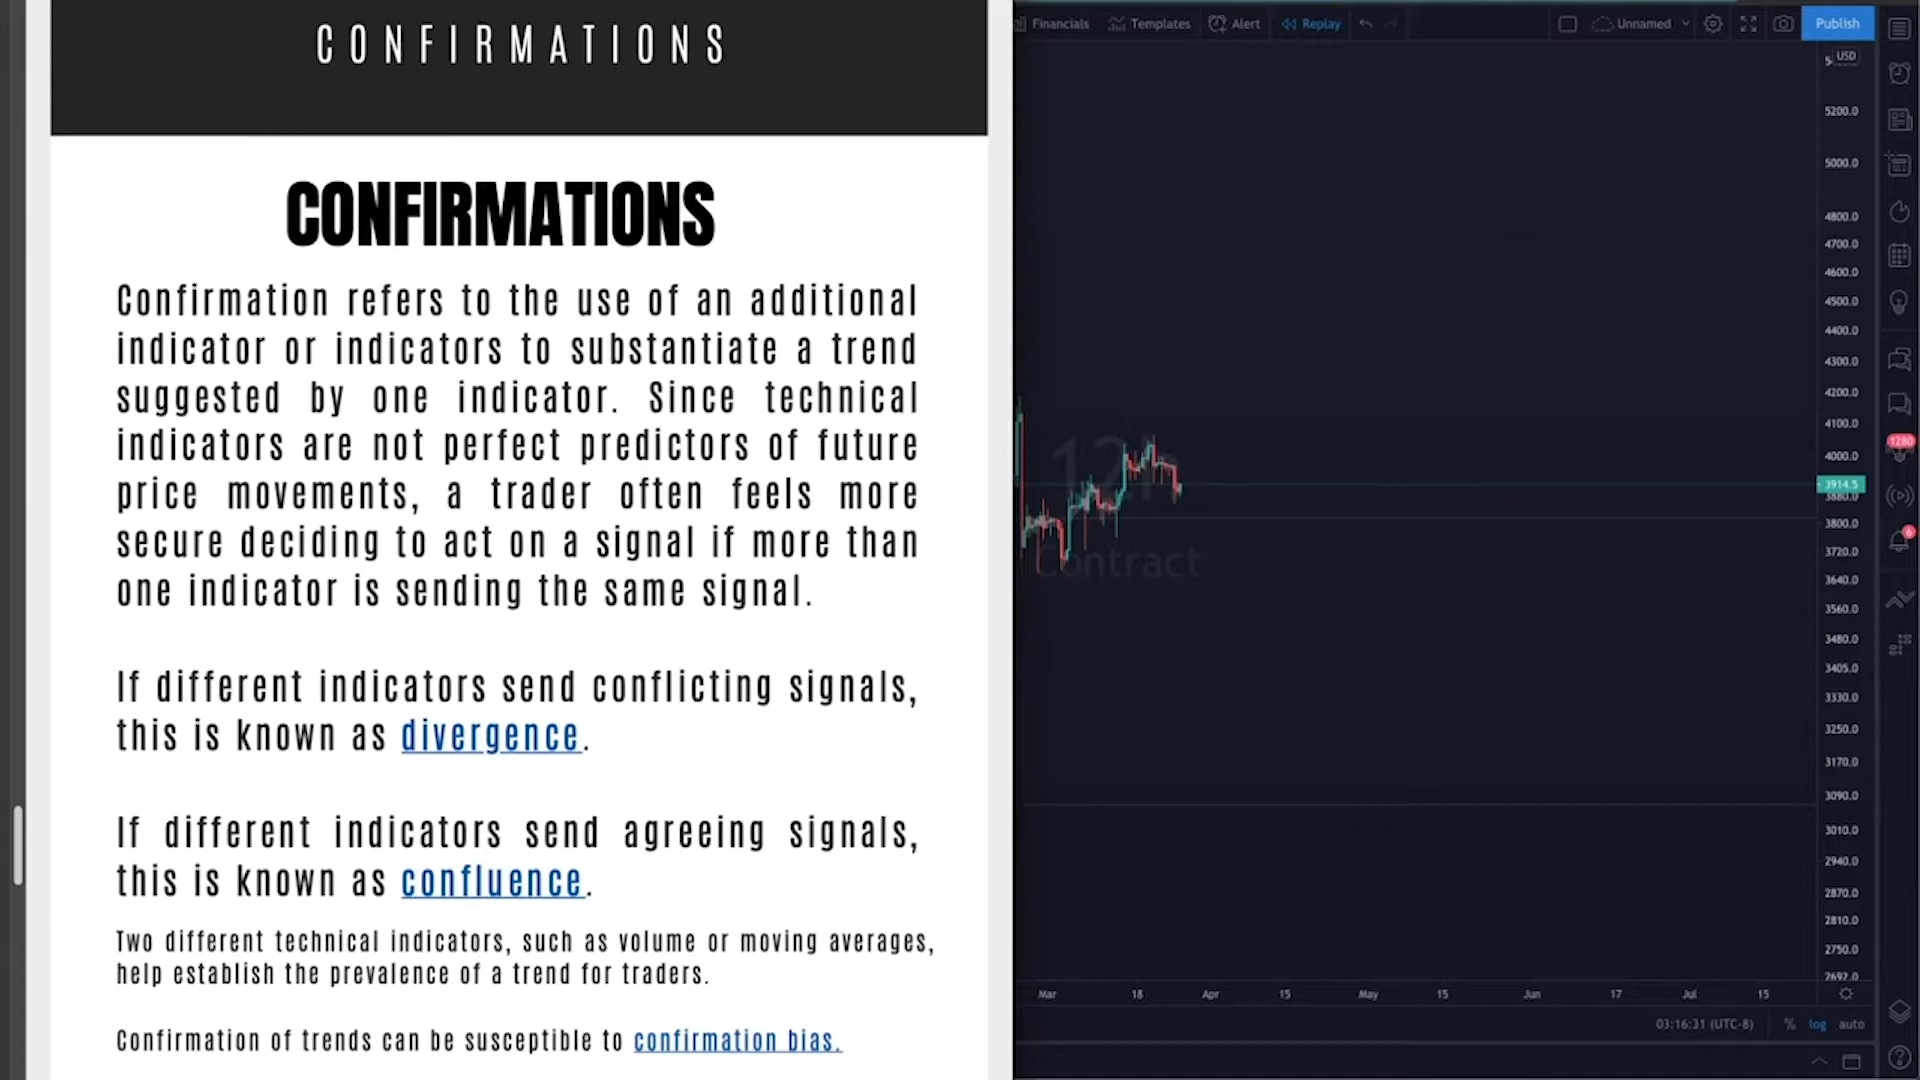 CONFIRMATIONS
CONFIRMATIONS
Confirmation refers to the use of an additional
indicator or indicators to substantiate a trend
suggested by one indicator. Since technical
indicators are not perfect predictors of future
price movements, a trader often feels more
secure deciding to act on a signal if more than
one indicator is sending the same signal.
If different indicators send conflicting signals,
this is known as divergence.
If different indicators send agreeing signals,
this is known as confluence.
Two different technical indicators, such as volume or moving averages,
help establish the prevalence of a trend for traders.
Confirmation of trends can be susceptible to confirmation bias.
Financials Templates Alert Replay Unnamed Publish
USD
5200.0
5000.0
4800.0
4700.0
4600.0
4500.0
4400.0
4300.0
4200.0
4100.0
4000.0
3914.5
3880.0
3800.0
3720.0
3640.0
3560.0
3480.0
3405.0
3330.0
3250.0
3170.0
3090.0
3010.0
2940.0
2870.0
2810.0
2750.0
2692.0
12h
Contract
1280
6
Mar 18 Apr 15 May 15 Jun 17 Jul 15
03:16:31 (UTC-8) % log auto